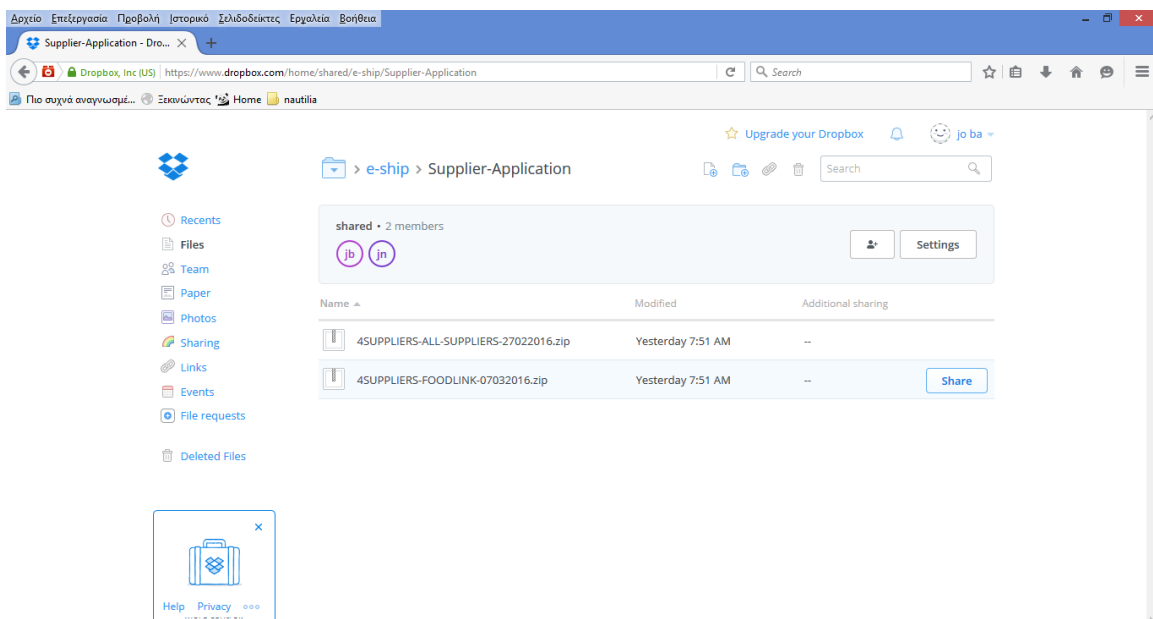 Αρχείο Επεξεργασία Προβολή Ιστορικό Σελιδοδείκτες Εργαλεία Βοήθεια
Supplier-Application - Dro...
Dropbox, Inc (US) https://www.dropbox.com/home/shared/e-ship/Supplier-Application Search
Πιο συχνά αναγνωσμέ... Ξεκινώντας Home nautilia
Upgrade your Dropbox jo ba
e-ship > Supplier-Application Search
Recents
Files
Team
Paper
Photos
Sharing
Links
Events
File requests
Deleted Files
shared • 2 members
jb jn
Settings
Name Modified Additional sharing
4SUPPLIERS-ALL-SUPPLIERS-27022016.zip Yesterday 7:51 AM --
4SUPPLIERS-FOODLINK-07032016.zip Yesterday 7:51 AM -- Share
Help Privacy